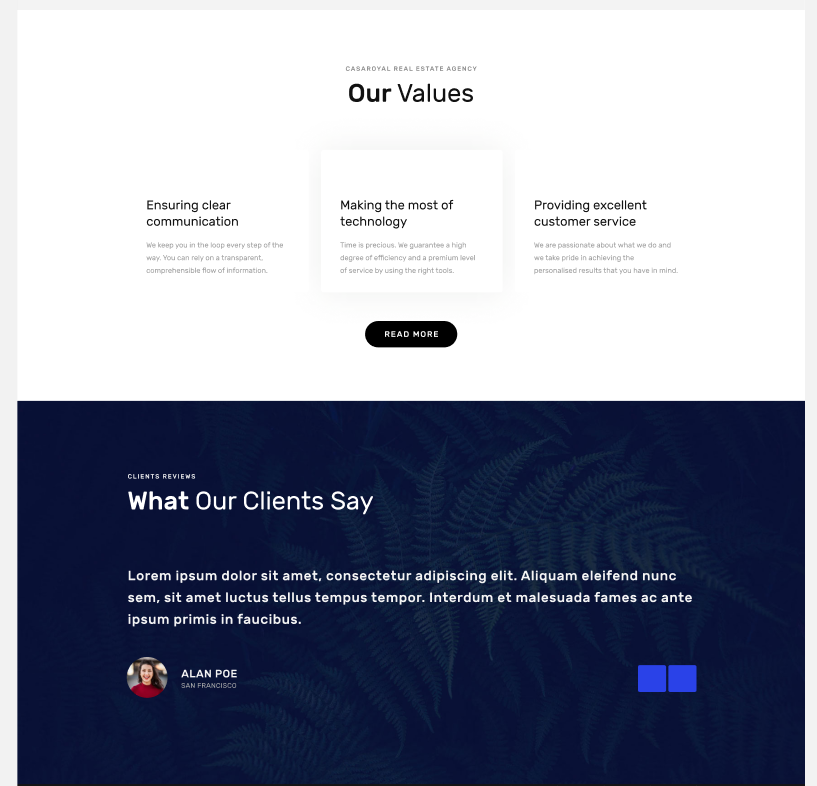 CASAROYAL REAL ESTATE AGENCY
Our Values
Ensuring clear
communication
We keep you in the loop every step of the
way. You can rely on a transparent,
comprehensible flow of information.
Making the most of
technology
Time is precious. We guarantee a high
degree of efficiency and a premium level
of service by using the right tools.
Providing excellent
customer service
We are passionate about what we do and
we take pride in achieving the
personalised results that you have in mind.
READ MORE
CLIENTS REVIEWS
What Our Clients Say
Lorem ipsum dolor sit amet, consectetur adipiscing elit. Aliquam eleifend nunc
sem, sit amet luctus tellus tempus tempor. Interdum et malesuada fames ac ante
ipsum primis in faucibus.
ALAN POE
SAN FRANCISCO